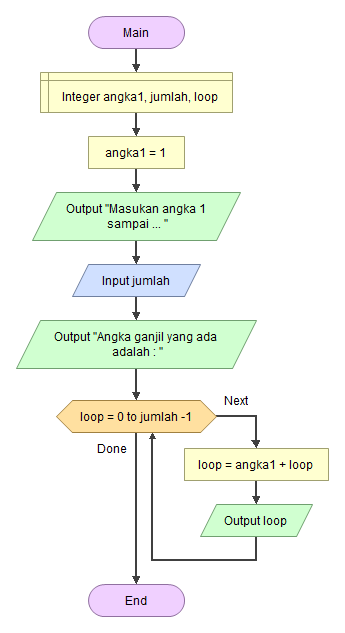 Main
Integer angka1, jumlah, loop
angka1 = 1
Output "Masukan angka 1
sampai ... "
Input jumlah
Output "Angka ganjil yang ada
adalah : "
loop = 0 to jumlah -1
Next
Done
loop = angka1 + loop
Output loop
End